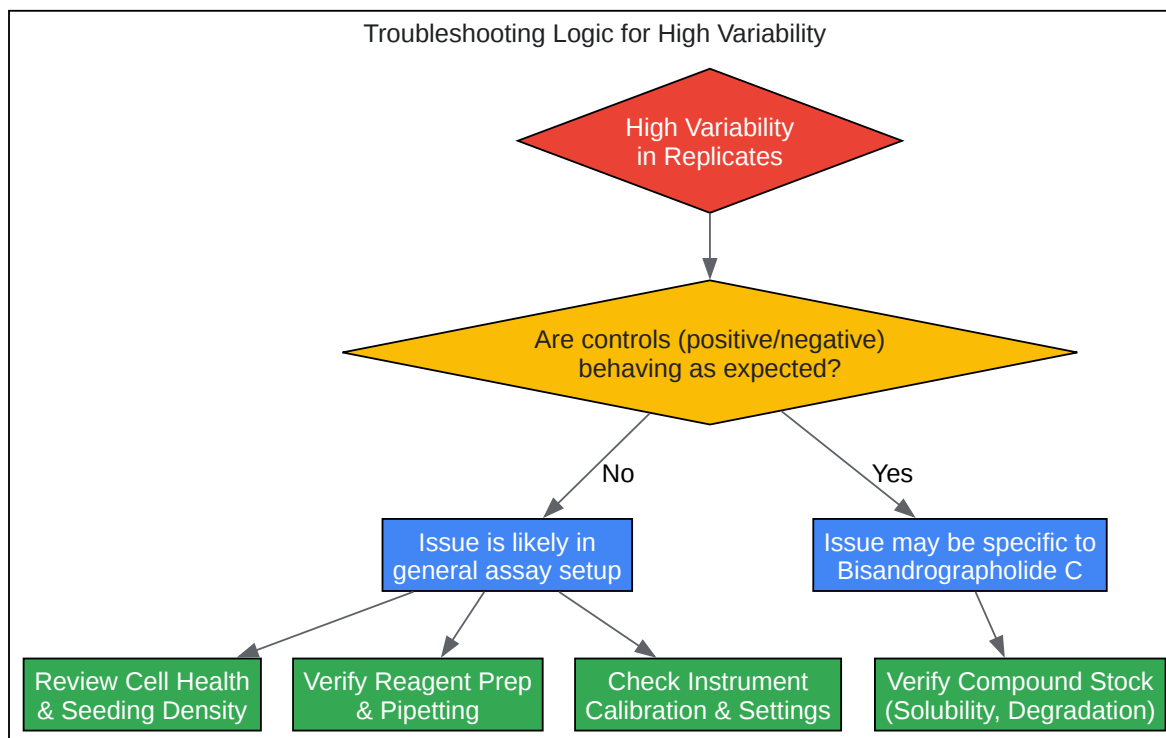 Troubleshooting Logic for High Variability
High Variability
in Replicates
Are controls (positive/negative)
behaving as expected?
No
Yes
Issue is likely in
general assay setup
Issue may be specific to
Bisandrographolide C
Review Cell Health
& Seeding Density
Verify Reagent Prep
& Pipetting
Check Instrument
Calibration & Settings
Verify Compound Stock
(Solubility, Degradation)